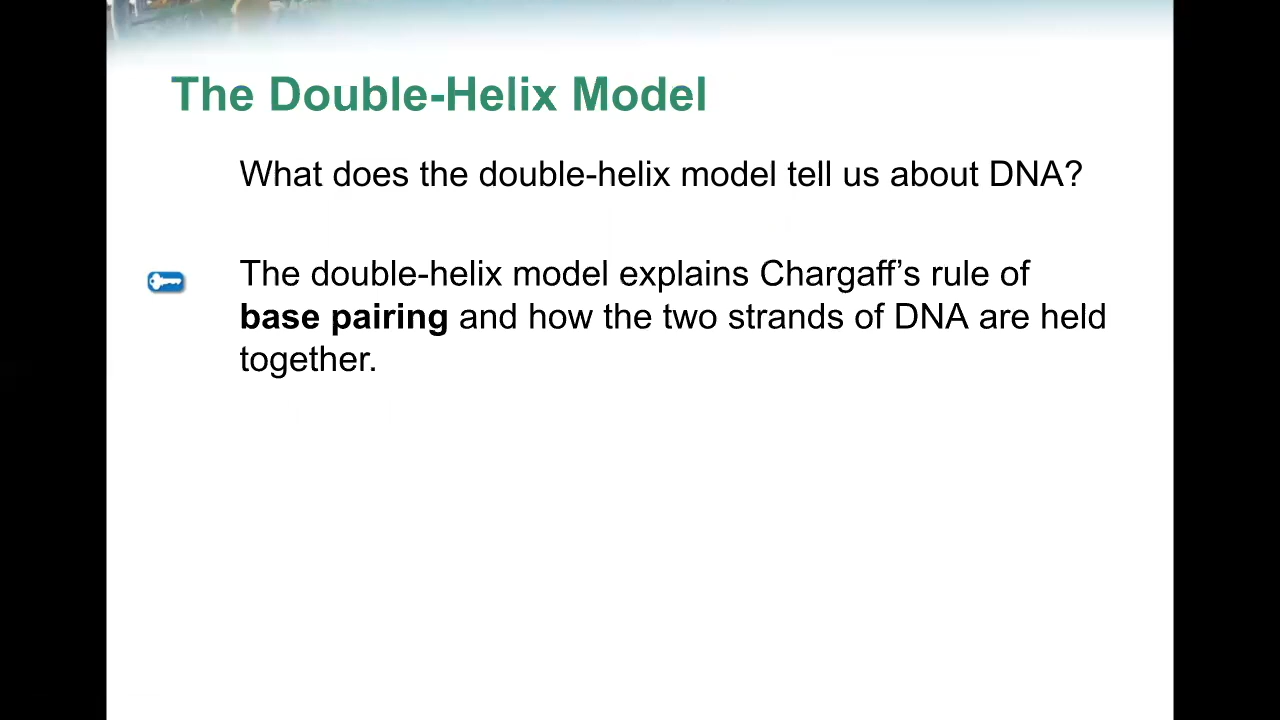 The Double-Helix Model
What does the double-helix model tell us about DNA?
The double-helix model explains Chargaff’s rule of
base pairing and how the two strands of DNA are held
together.